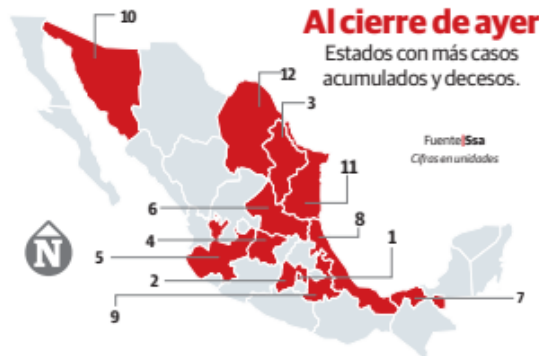 Al cierre de ayer
Estados con más casos
acumulados y decesos.
Fuente|Ssa
Cifras en unidades
10
12
3
11
6
8
4
1
5
2
7
9
N